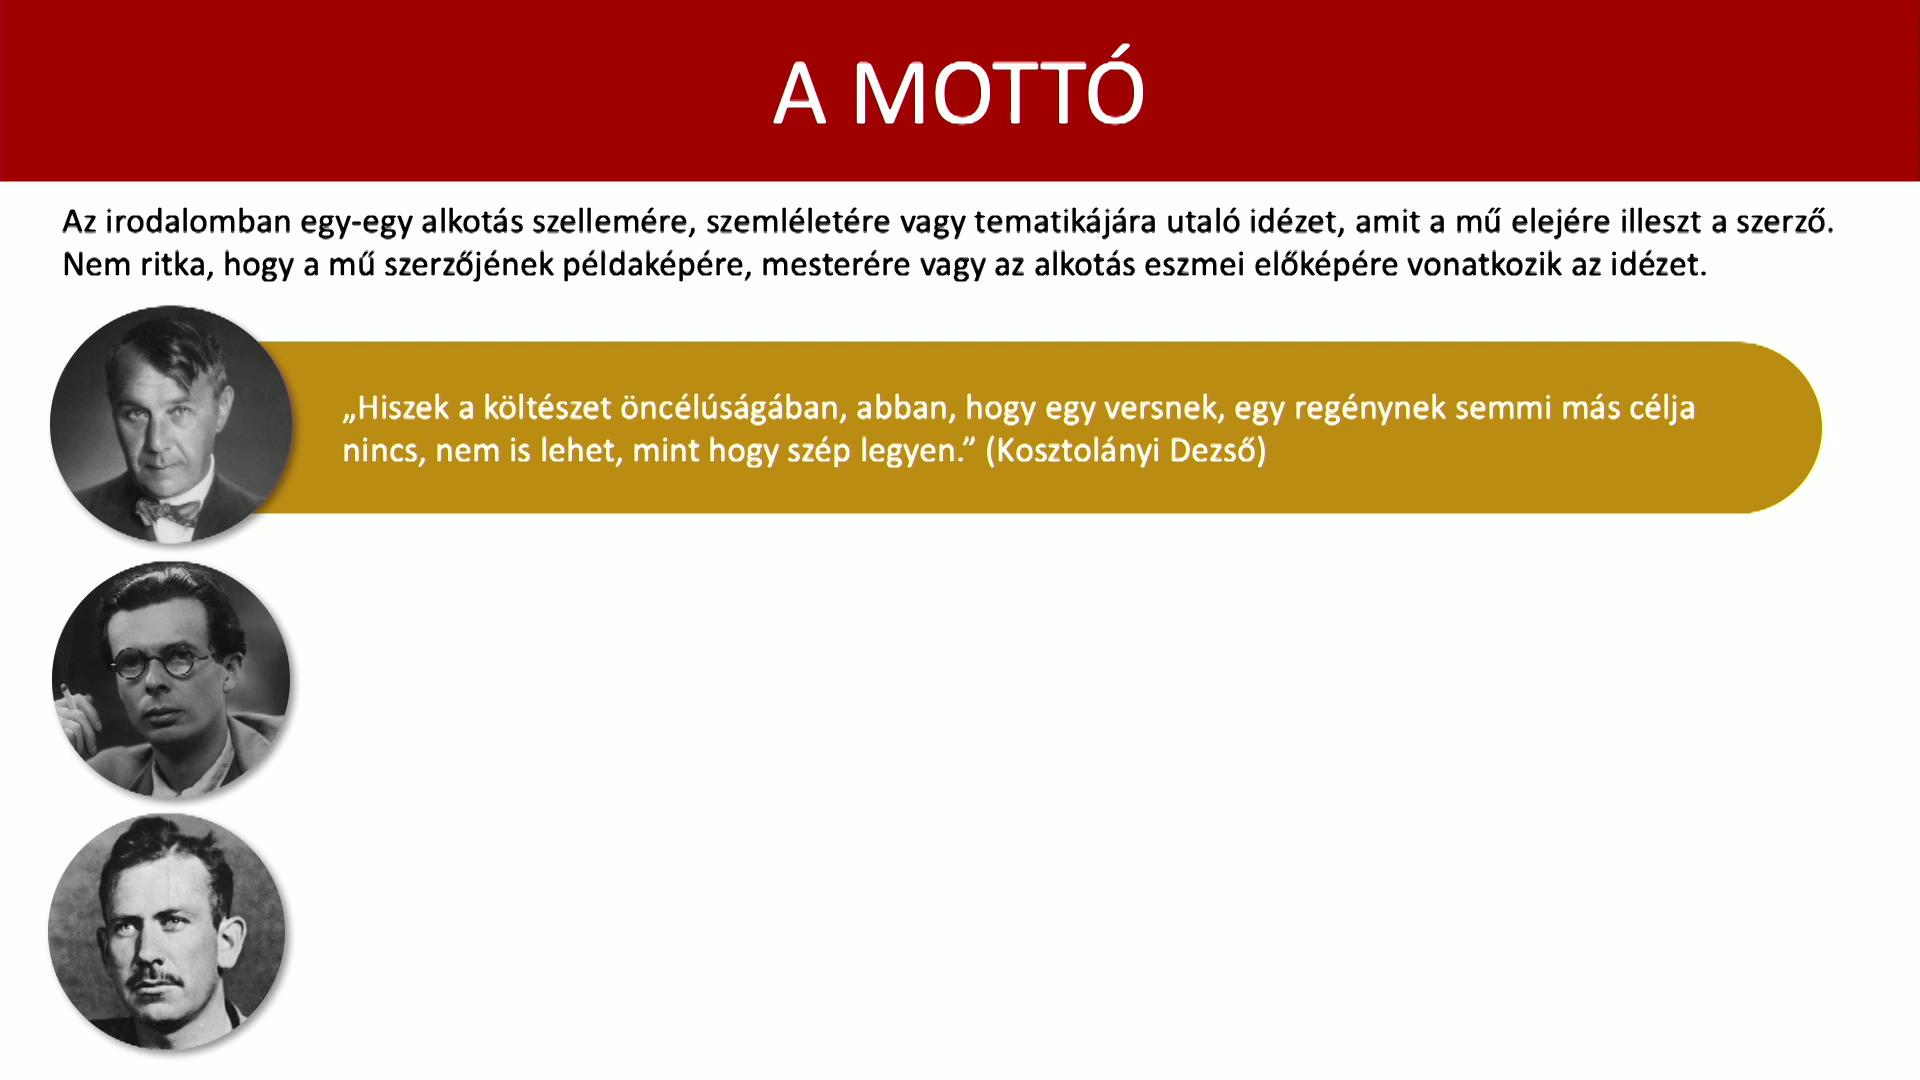 A MOTTÓ
Az irodalomban egy-egy alkotás szellemére, szemléletére vagy tematikájára utaló idézet, amit a mű elejére illeszt a szerző.
Nem ritka, hogy a mű szerzőjének példaképére, mesterére vagy az alkotás eszmei előképére vonatkozik az idézet.
„Hiszek a költészet öncélúságában, abban, hogy egy versnek, egy regénynek semmi más célja
nincs, nem is lehet, mint hogy szép legyen.” (Kosztolányi Dezső)